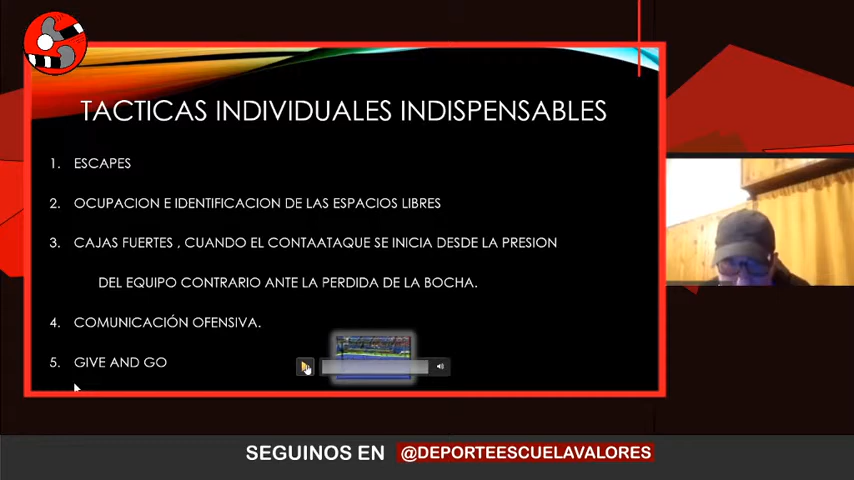 TACTICAS INDIVIDUALES INDISPENSABLES
1. ESCAPES
2. OCUPACION E IDENTIFICACION DE LAS ESPACIOS LIBRES
3. CAJAS FUERTES , CUANDO EL CONTAATAQUE SE INICIA DESDE LA PRESION
DEL EQUIPO CONTRARIO ANTE LA PERDIDA DE LA BOCHA.
4. COMUNICACIÓN OFENSIVA.
5. GIVE AND GO
SEGUINOS EN @DEPORTEESCUELAVALORES